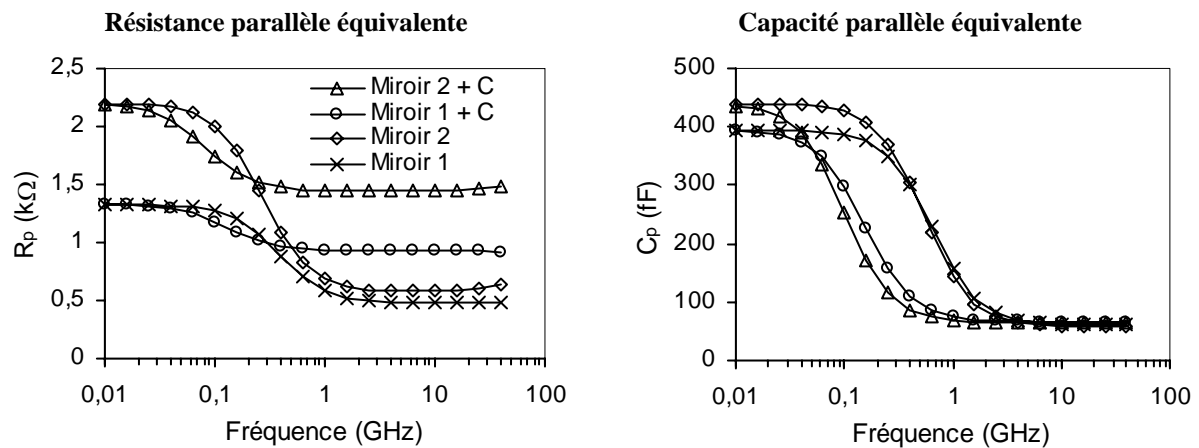 Résistance parallèle équivalente
2,5
2
1,5
1
0,5
0
Rp (kΩ)
Miroir 2 + C
Miroir 1 + C
Miroir 2
Miroir 1
0,01
0,1
1
10
100
Fréquence (GHz)
Capacité parallèle équivalente
500
400
300
200
100
0
Cp (fF)
0,01
0,1
1
10
100
Fréquence (GHz)